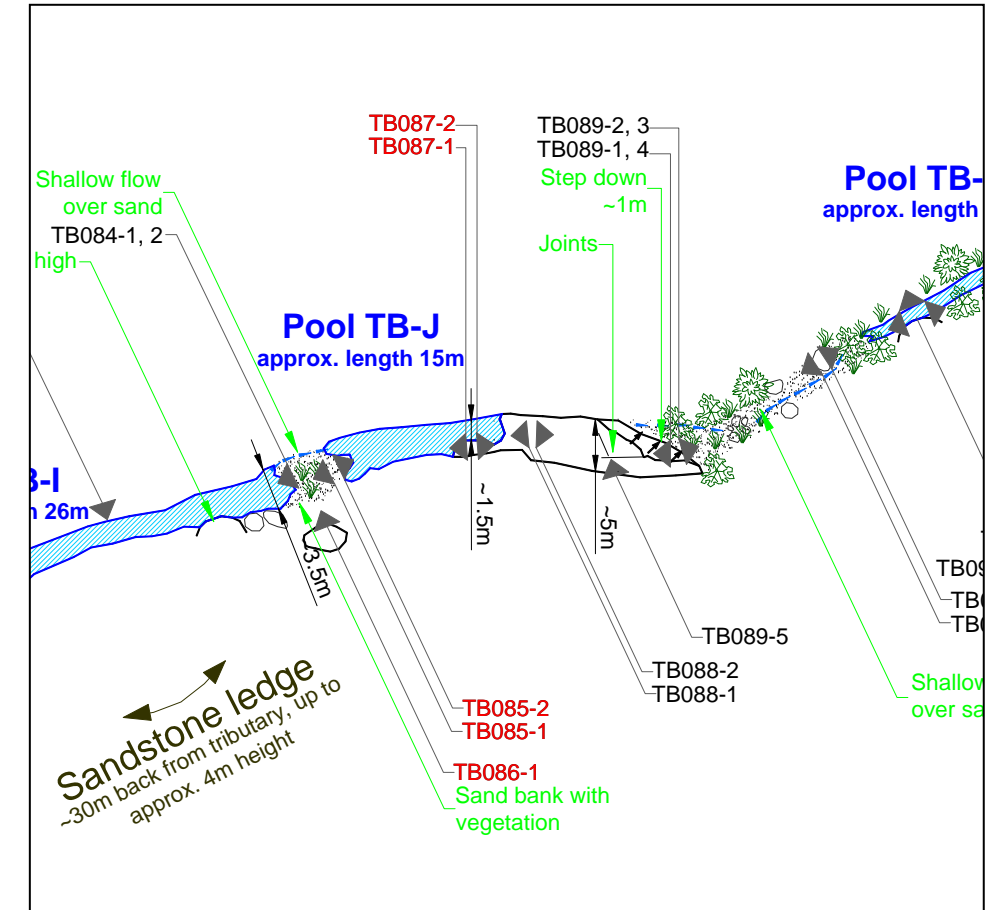 TB087-2
TB087-1
TB089-2, 3
TB089-1, 4
Step down
~1m
Joints
Shallow flow
over sand
TB084-1, 2
high
Pool TB-
approx. length
Pool TB-J
approx. length 15m
B-I
h 26m
~1.5m
~5m
~3.5m
TB09
TB0
TB0
TB089-5
TB088-2
TB088-1
Shallow
over sa
TB085-2
TB085-1
TB086-1
Sand bank with
vegetation
Sandstone ledge
~30m back from tributary, up to
approx. 4m height